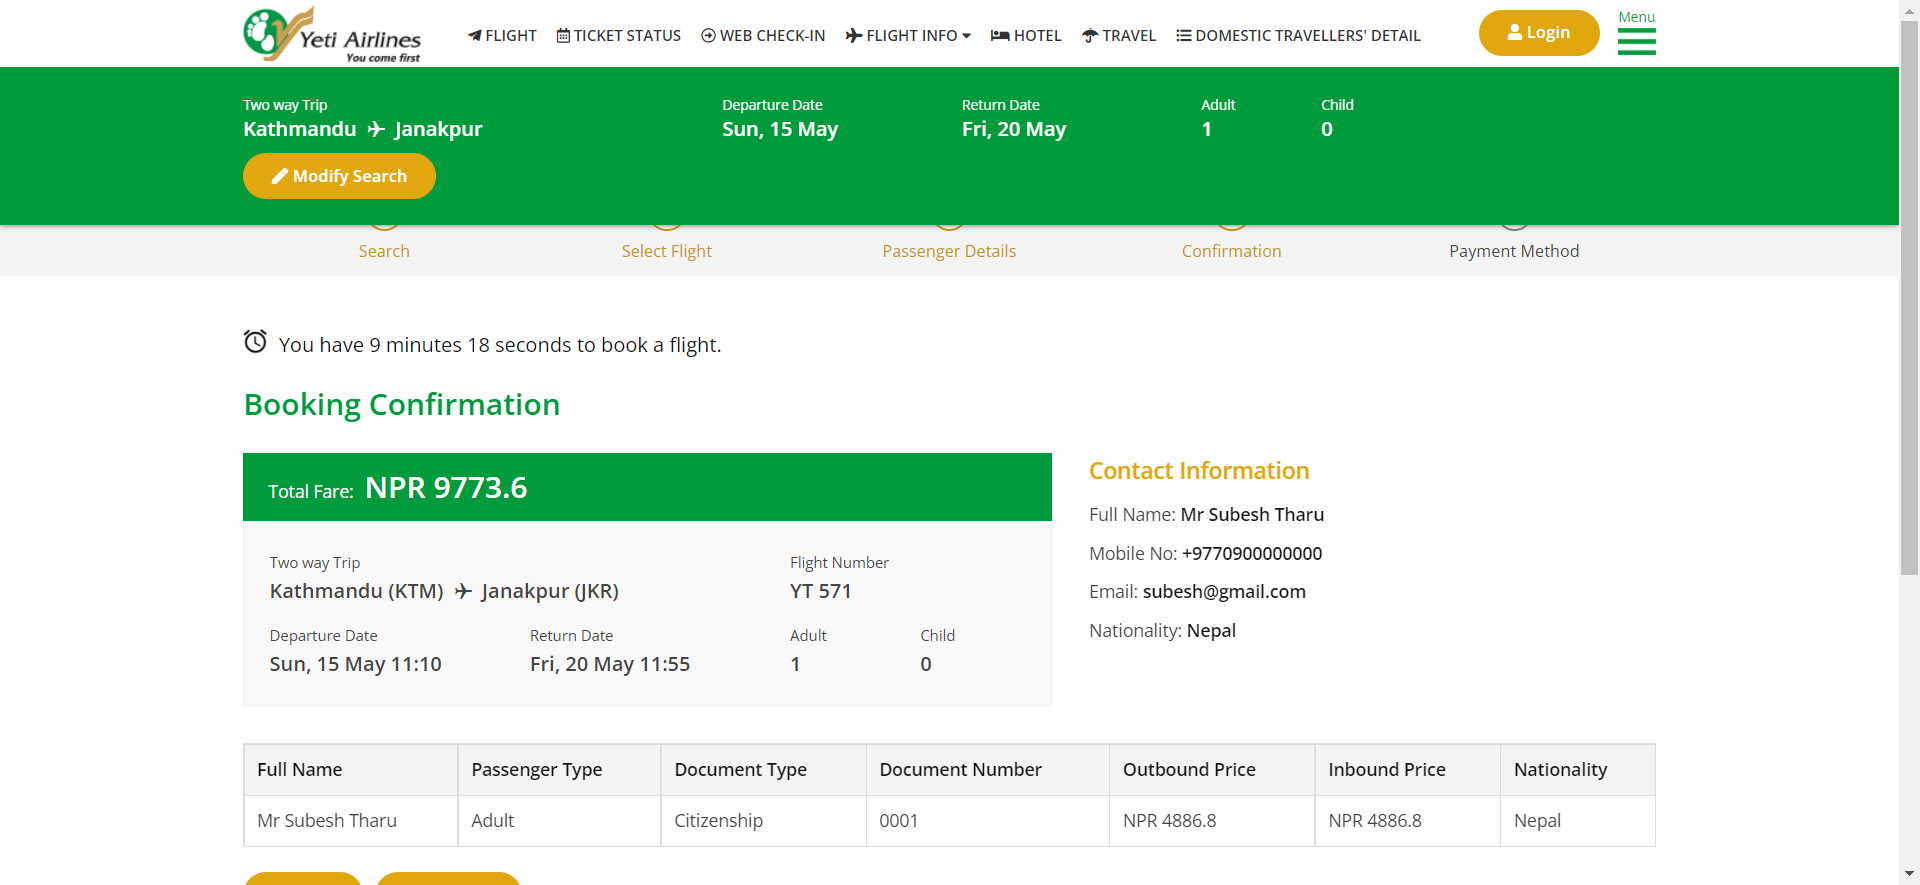 Yeti Airlines
You come first
FLIGHT TICKET STATUS WEB CHECK-IN FLIGHT INFO HOTEL TRAVEL DOMESTIC TRAVELLERS' DETAIL Login Menu
Two way Trip Departure Date Return Date Adult Child
Kathmandu Janakpur Sun, 15 May Fri, 20 May 1 0
Modify Search
Search Select Flight Passenger Details Confirmation Payment Method
You have 9 minutes 18 seconds to book a flight.
Booking Confirmation
Total Fare: NPR 9773.6
Two way Trip Flight Number
Kathmandu (KTM) Janakpur (JKR) YT 571
Departure Date Return Date Adult Child
Sun, 15 May 11:10 Fri, 20 May 11:55 1 0
Contact Information
Full Name: Mr Subesh Tharu
Mobile No: +9770900000000
Email: subesh@gmail.com
Nationality: Nepal
Full Name Passenger Type Document Type Document Number Outbound Price Inbound Price Nationality
Mr Subesh Tharu Adult Citizenship 0001 NPR 4886.8 NPR 4886.8 Nepal